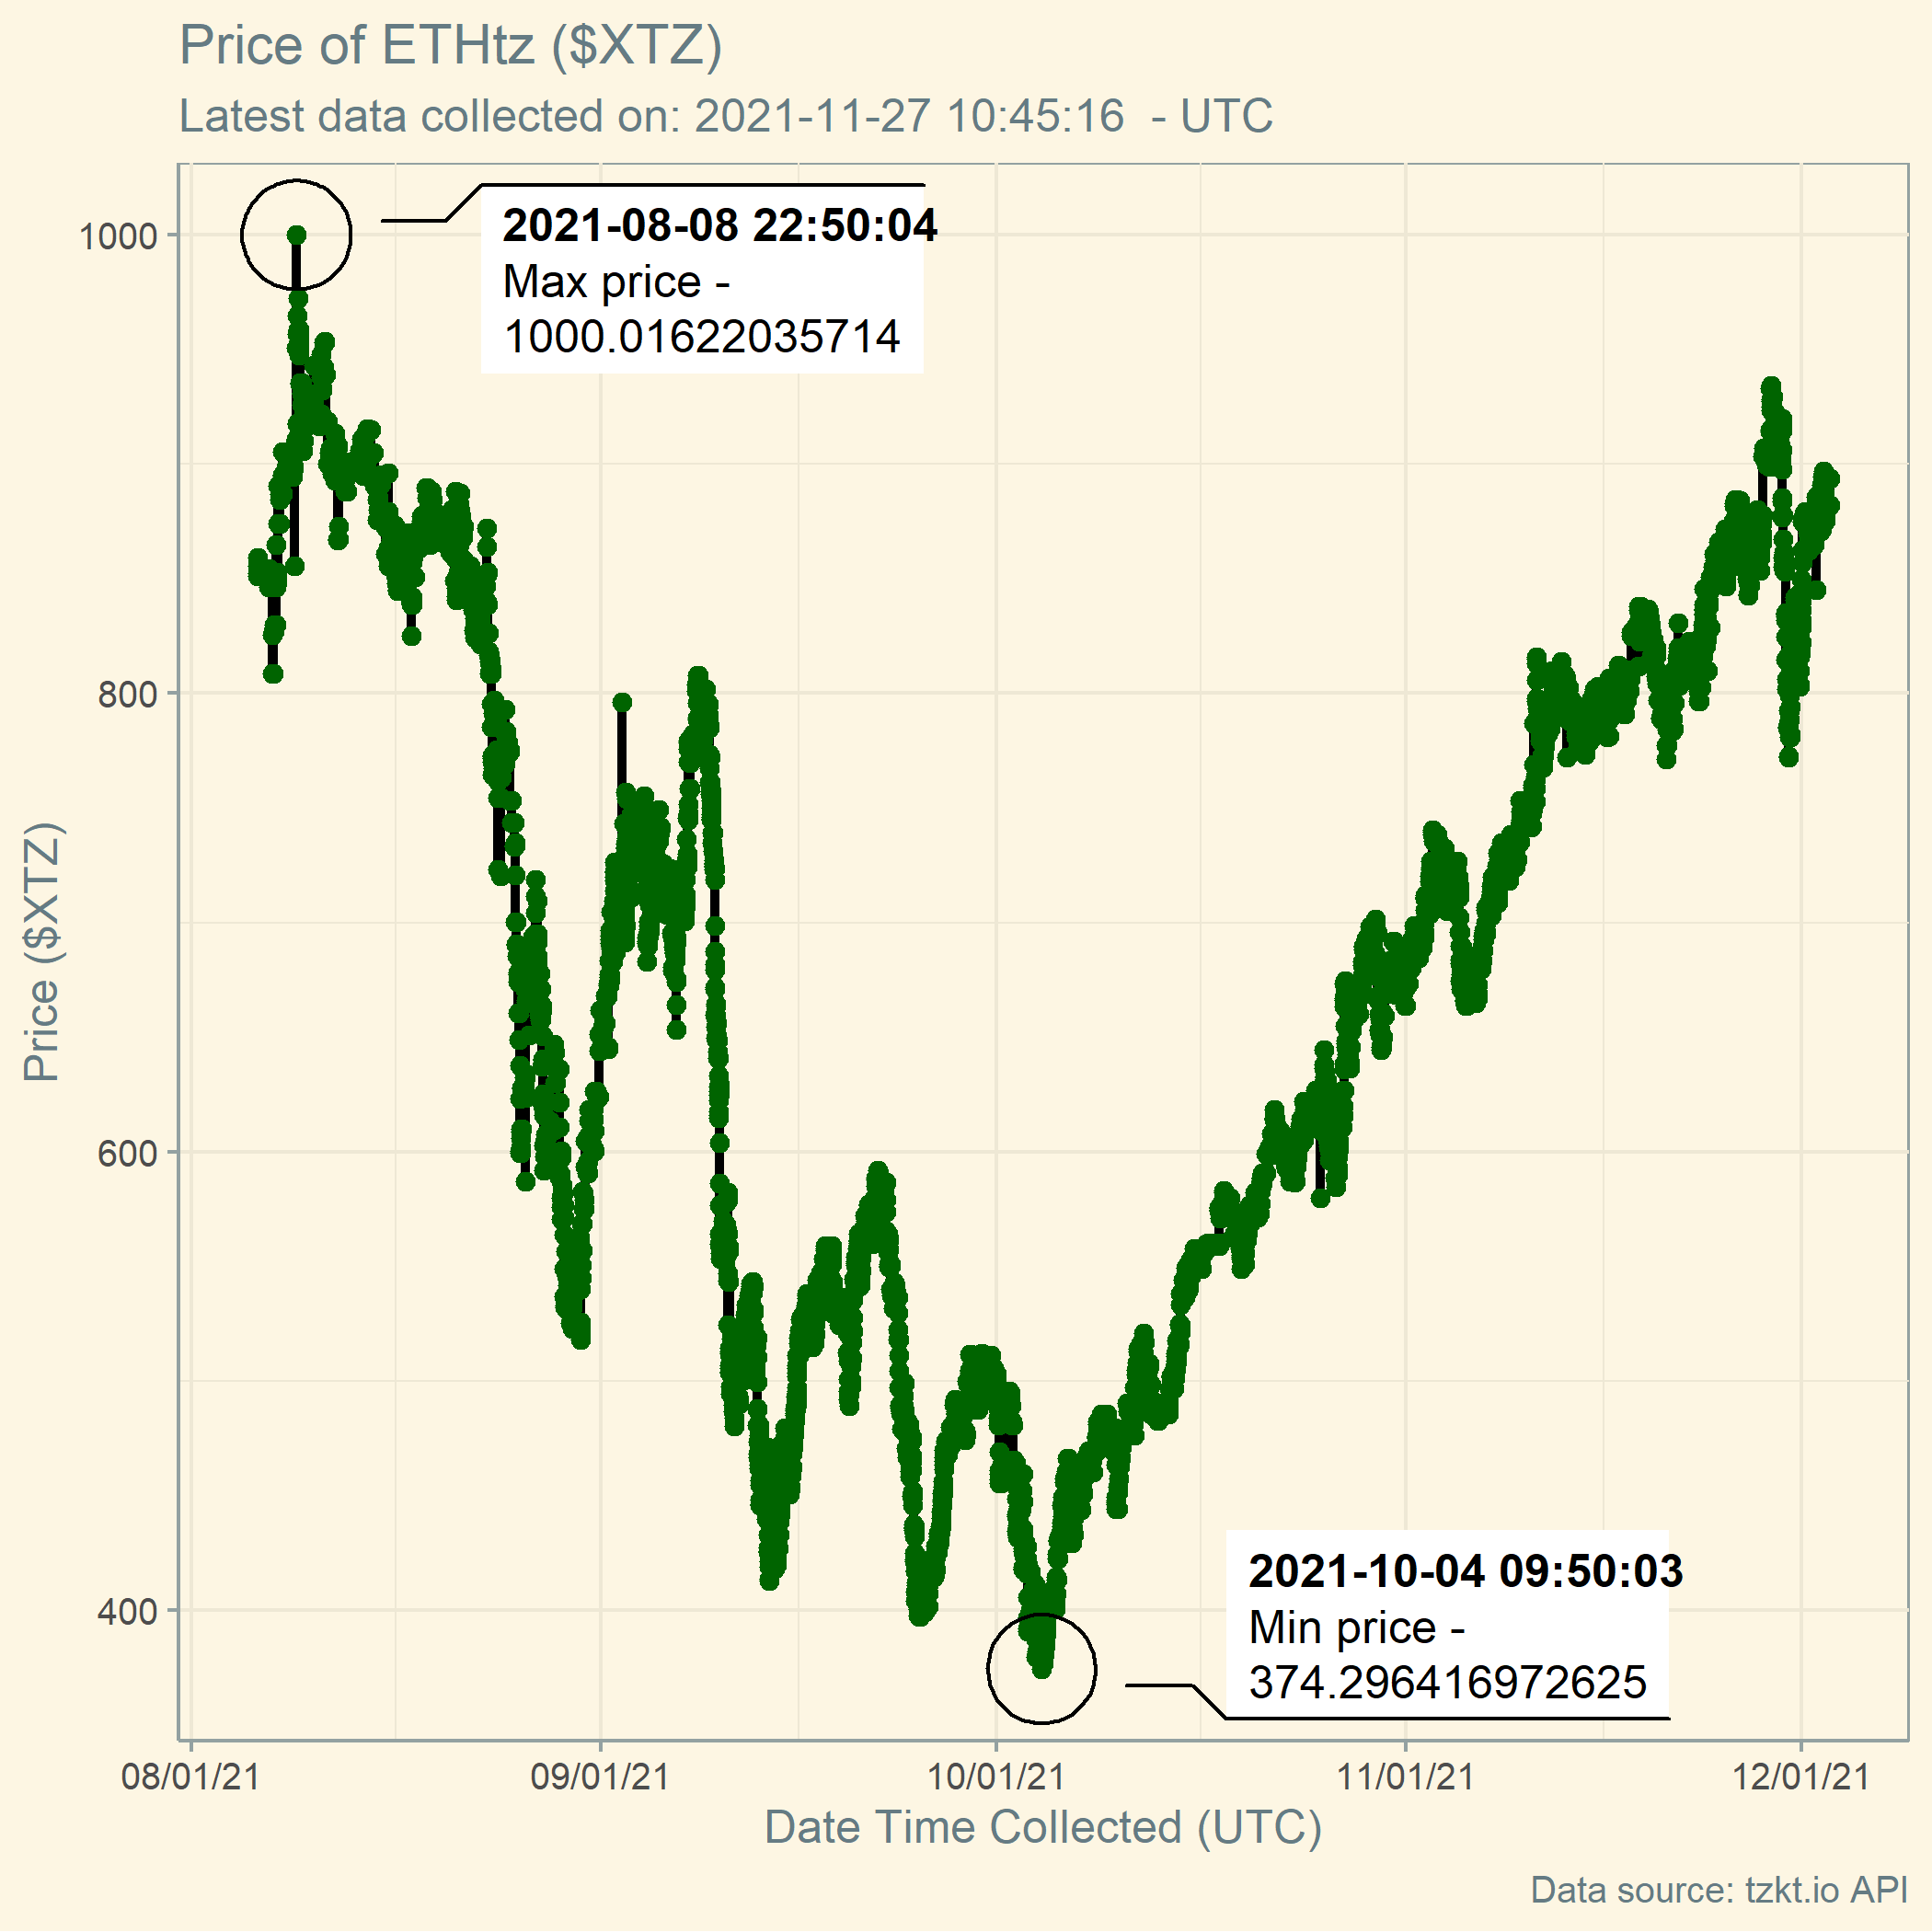 Price of ETHtz ($XTZ)
Latest data collected on: 2021-11-27 10:45:16  - UTC
2021-08-08 22:50:04
Max price -
1000.01622035714
1000
800
600
400
Price ($XTZ)
2021-10-04 09:50:03
Min price -
374.296416972625
08/01/21
09/01/21
10/01/21
11/01/21
12/01/21
Date Time Collected (UTC)
Data source: tzkt.io API